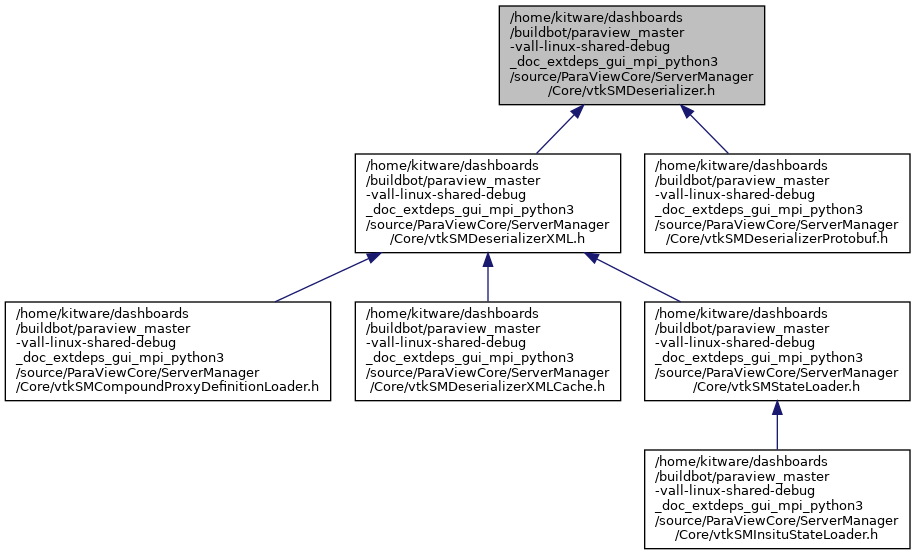 /home/kitware/dashboards
/buildbot/paraview_master
-vall-linux-shared-debug
_doc_extdeps_gui_mpi_python3
/source/ParaViewCore/ServerManager
/Core/vtkSMDeserializer.h
/home/kitware/dashboards
/buildbot/paraview_master
-vall-linux-shared-debug
_doc_extdeps_gui_mpi_python3
/source/ParaViewCore/ServerManager
/Core/vtkSMDeserializerXML.h
/home/kitware/dashboards
/buildbot/paraview_master
-vall-linux-shared-debug
_doc_extdeps_gui_mpi_python3
/source/ParaViewCore/ServerManager
/Core/vtkSMDeserializerProtobuf.h
/home/kitware/dashboards
/buildbot/paraview_master
-vall-linux-shared-debug
_doc_extdeps_gui_mpi_python3
/source/ParaViewCore/ServerManager
/Core/vtkSMCompoundProxyDefinitionLoader.h
/home/kitware/dashboards
/buildbot/paraview_master
-vall-linux-shared-debug
_doc_extdeps_gui_mpi_python3
/source/ParaViewCore/ServerManager
/Core/vtkSMDeserializerXMLCache.h
/home/kitware/dashboards
/buildbot/paraview_master
-vall-linux-shared-debug
_doc_extdeps_gui_mpi_python3
/source/ParaViewCore/ServerManager
/Core/vtkSMStateLoader.h
/home/kitware/dashboards
/buildbot/paraview_master
-vall-linux-shared-debug
_doc_extdeps_gui_mpi_python3
/source/ParaViewCore/ServerManager
/Core/vtkSMInsituStateLoader.h